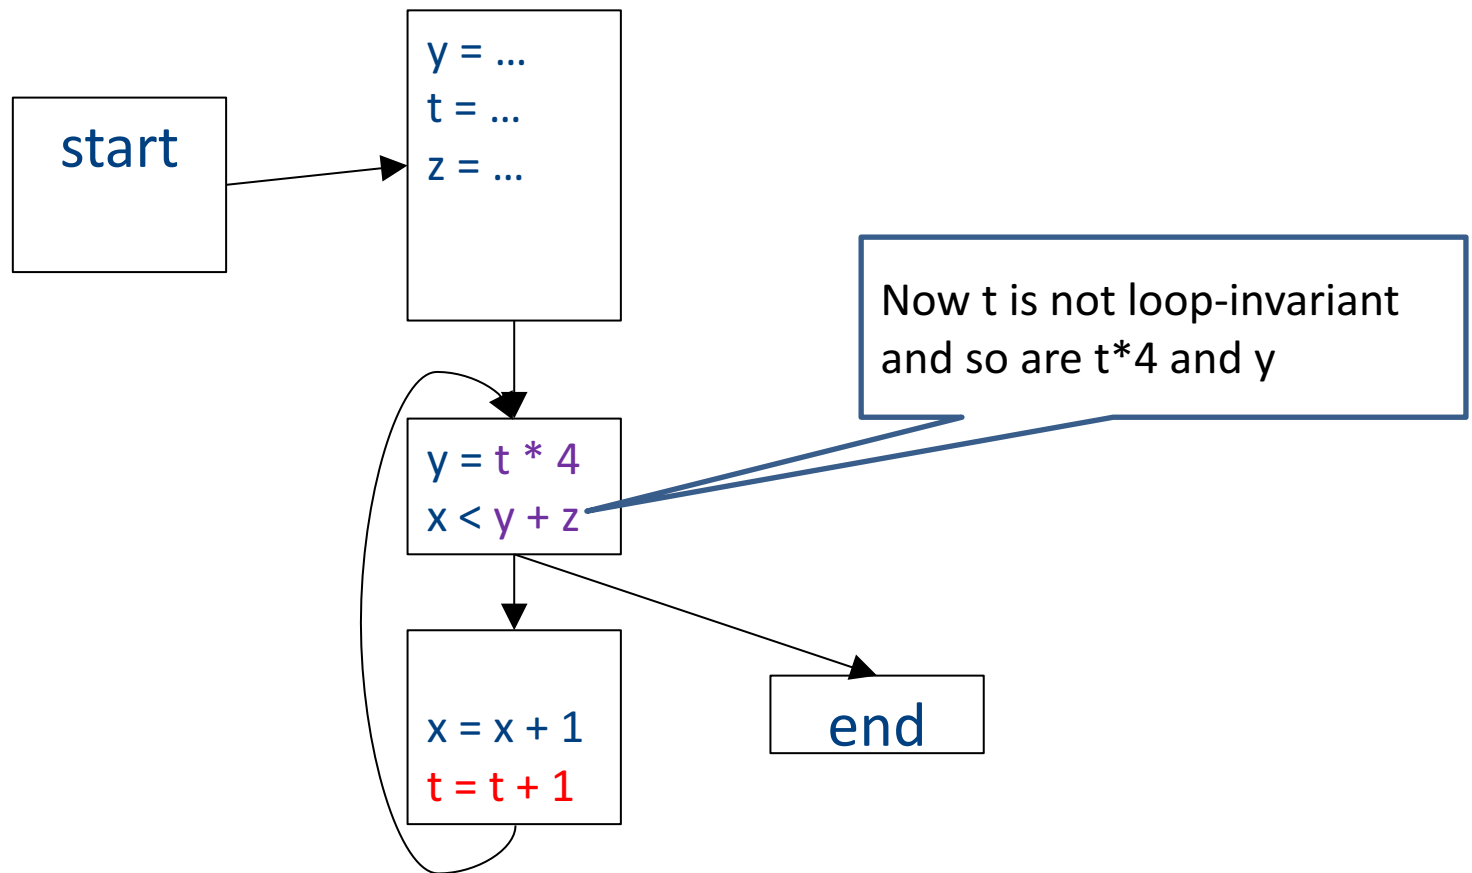 start
y = …
t = …
z = …
Now t is not loop-invariant
and so are t*4 and y
y = t * 4
x < y + z
x = x + 1
t = t + 1
end